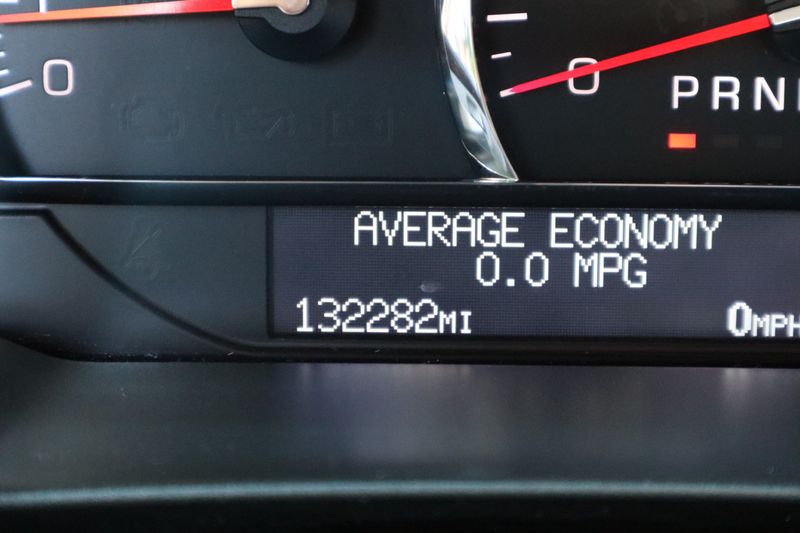 0
0
PRN
AVERAGE ECONOMY
0.0 MPG
132282MI
0MPH